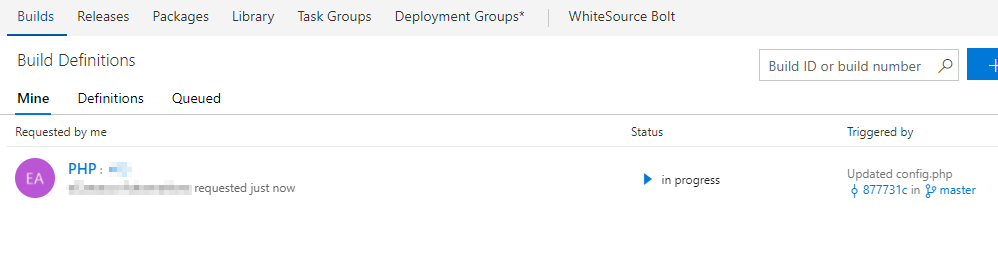 Builds Releases Packages Library Task Groups Deployment Groups* WhiteSource Bolt
Build Definitions
Build ID or build number
Mine Definitions Queued
Requested by me Status Triggered by
EA PHP :
requested just now
in progress
Updated config.php
877731c in master